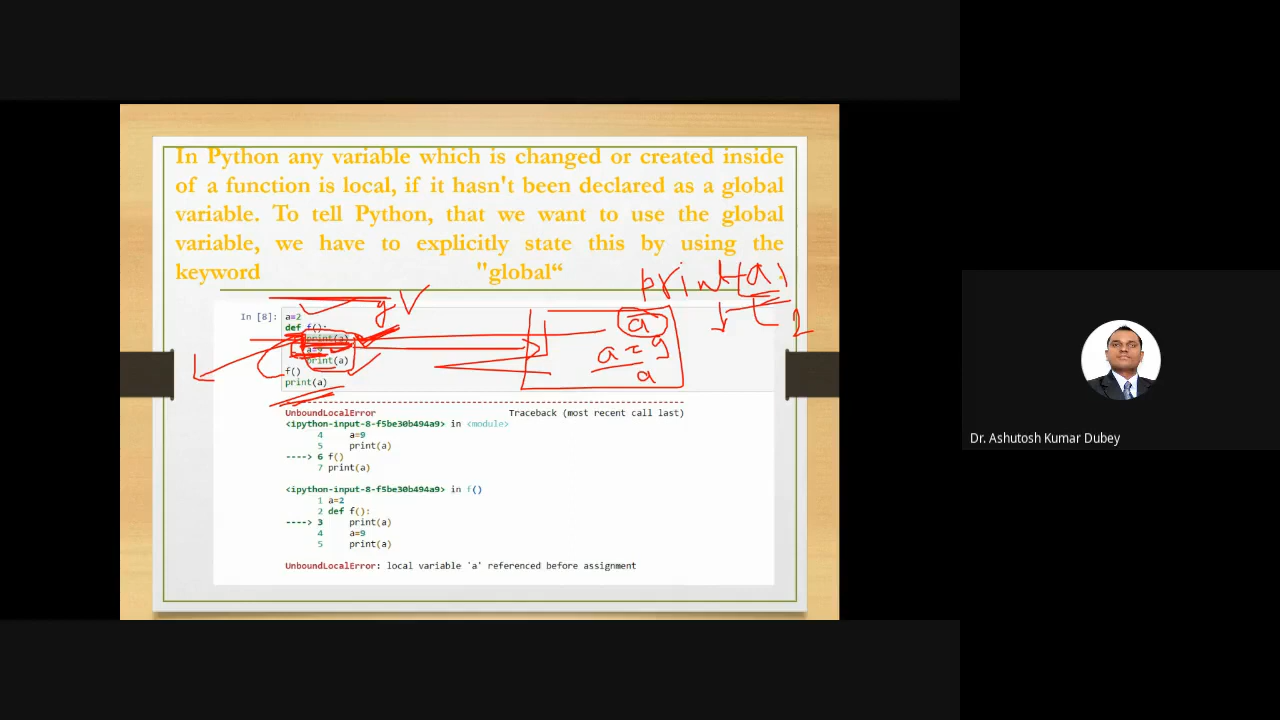 In Python any variable which is changed or created inside
of a function is local, if it hasn't been declared as a global
variable. To tell Python, that we want to use the global
variable, we have to explicitly state this by using the
keyword "global“ .
print(a)
2
g
In [8]: a=2
def f():
print(a)
a=9
print(a)
f()
print(a)
a
a = 9
a
UnboundLocalError Traceback (most recent call last)
<ipython-input-8-f5be30b494a9> in <module>
4 a=9
5 print(a)
----> 6 f()
7 print(a)
<ipython-input-8-f5be30b494a9> in f()
1 a=2
2 def f():
----> 3 print(a)
4 a=9
5 print(a)
UnboundLocalError: local variable 'a' referenced before assignment
Dr. Ashutosh Kumar Dubey